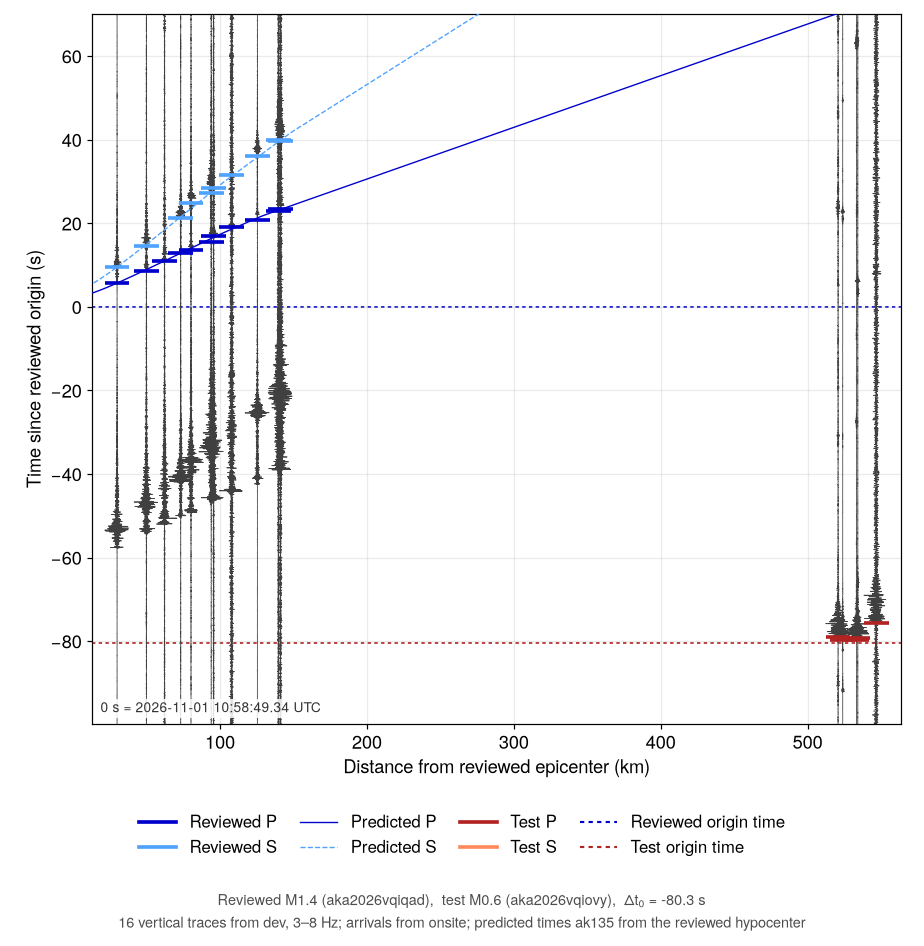 60
40
20
0
−20
−40
−60
−80
Time since reviewed origin (s)
0 s = 2026-11-01 10:58:49.34 UTC
100 200 300 400 500
Distance from reviewed epicenter (km)
Reviewed P Predicted P Test P Reviewed origin time
Reviewed S Predicted S Test S Test origin time
Reviewed M1.4 (aka2026vqiqad), test M0.6 (aka2026vqiovy), Δt₀ = -80.3 s
16 vertical traces from dev, 3–8 Hz; arrivals from onsite; predicted times ak135 from the reviewed hypocenter